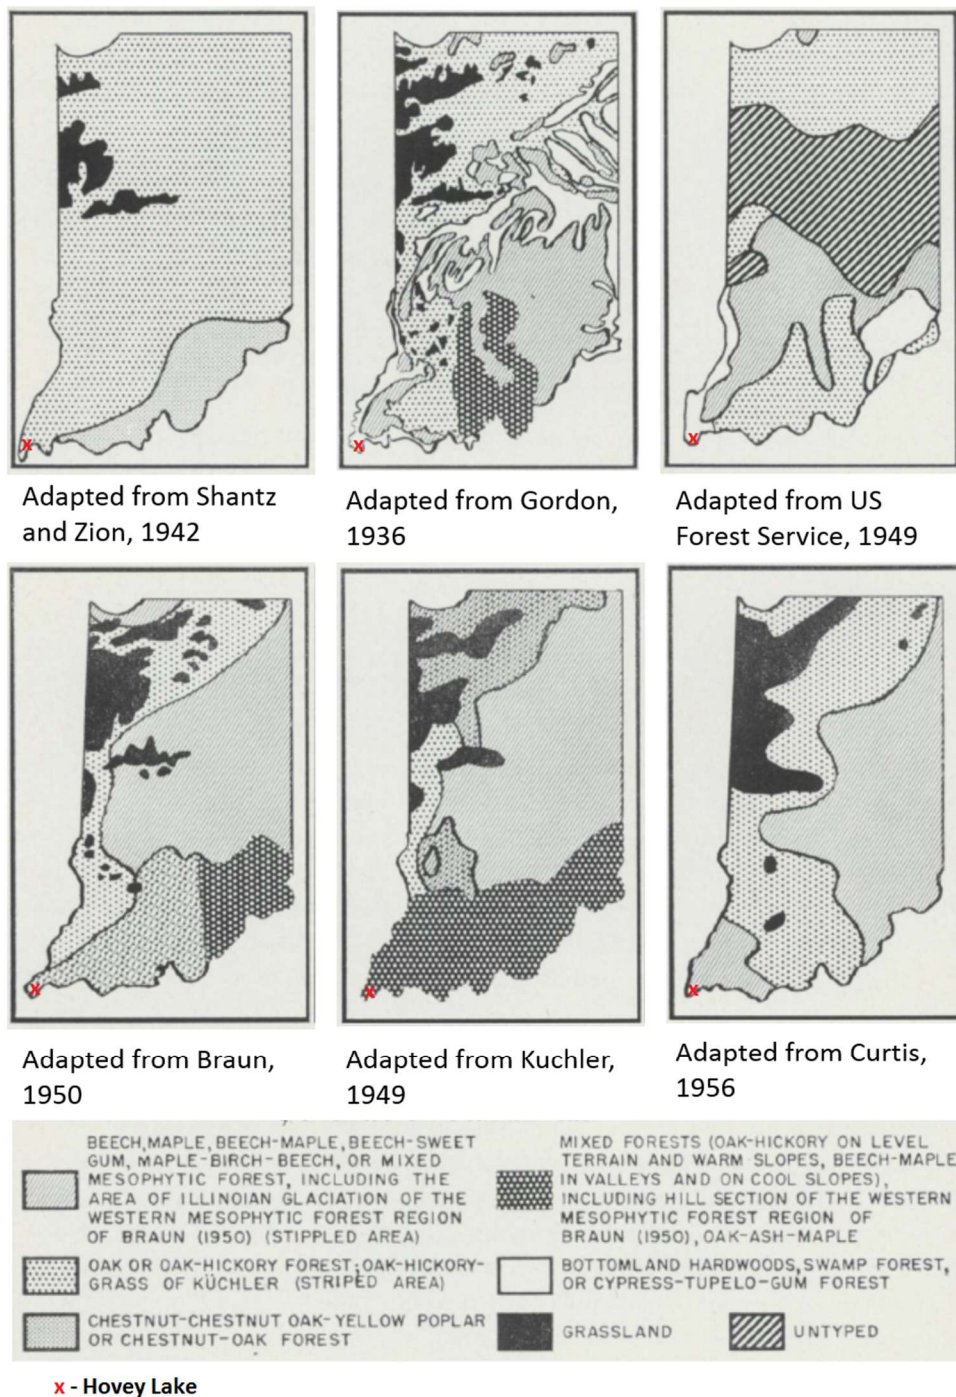 x
x
x
Adapted from Shantz
and Zion, 1942
Adapted from Gordon,
1936
Adapted from US
Forest Service, 1949
x
x
x
Adapted from Braun,
1950
Adapted from Kuchler,
1949
Adapted from Curtis,
1956
BEECH, MAPLE, BEECH-MAPLE, BEECH-SWEET
GUM, MAPLE-BIRCH-BEECH, OR MIXED
MESOPHYTIC FOREST, INCLUDING THE
AREA OF ILLINOIAN GLACIATION OF THE
WESTERN MESOPHYTIC FOREST REGION
OF BRAUN (1950) (STIPPLED AREA)
OAK OR OAK-HICKORY FOREST; OAK-HICKORY-
GRASS OF KÜCHLER (STRIPED AREA)
CHESTNUT-CHESTNUT OAK-YELLOW POPLAR
OR CHESTNUT-OAK FOREST
MIXED FORESTS (OAK-HICKORY ON LEVEL
TERRAIN AND WARM SLOPES, BEECH-MAPLE
IN VALLEYS AND ON COOL SLOPES),
INCLUDING HILL SECTION OF THE WESTERN
MESOPHYTIC FOREST REGION OF
BRAUN (1950), OAK-ASH-MAPLE
BOTTOMLAND HARDWOODS, SWAMP FOREST,
OR CYPRESS-TUPELO-GUM FOREST
GRASSLAND
UNTYPED
x - Hovey Lake